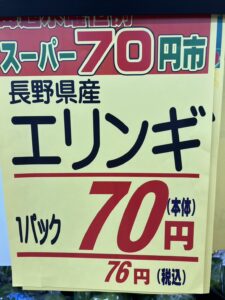 スーパー70円市
長野県産
エリンギ
1パック 70円(本体)
76円(税込)